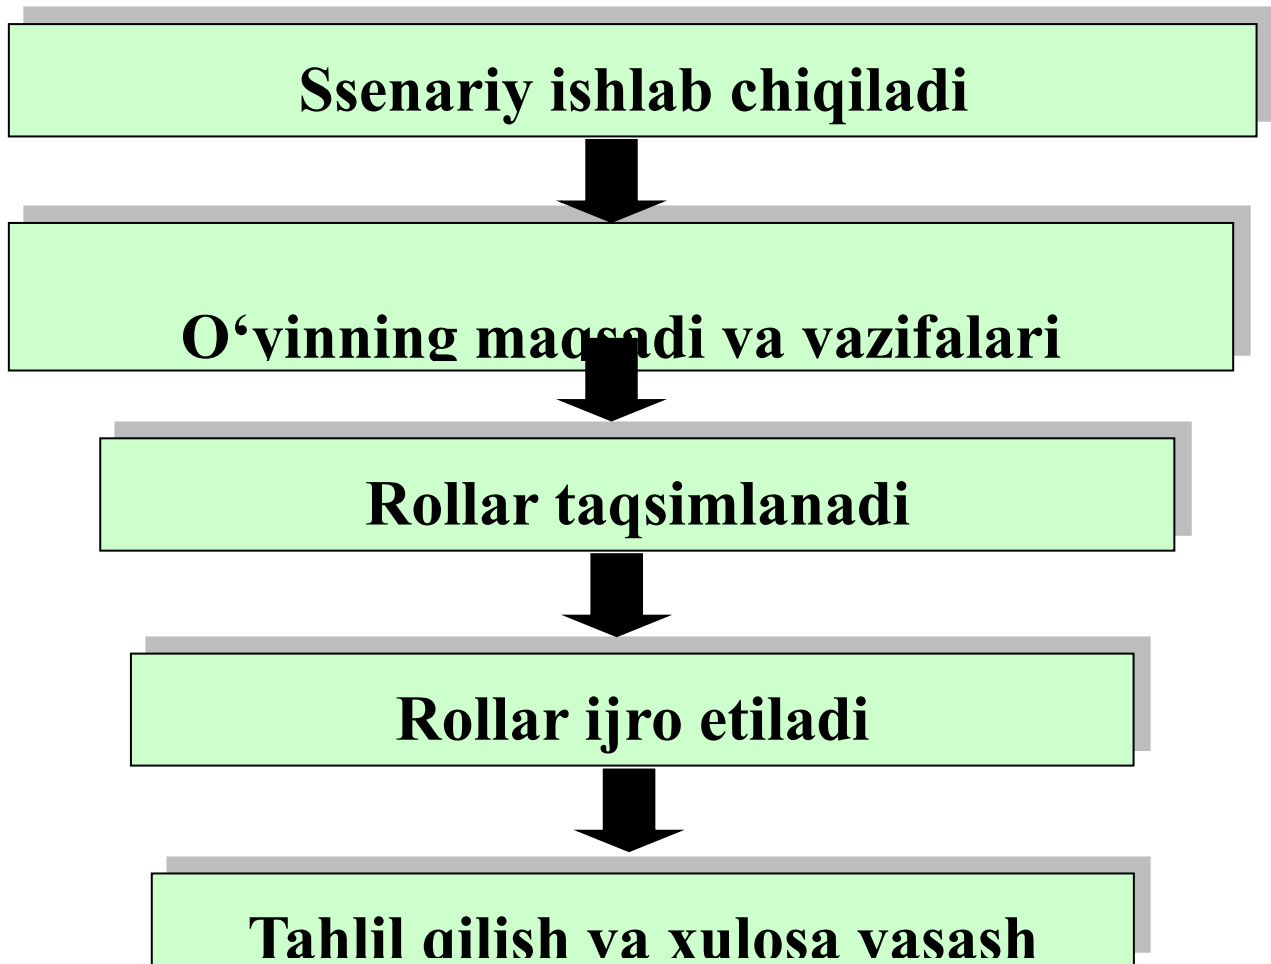 Ssenariy ishlab chiqiladi
O‘yinning maqsadi va vazifalari
Rollar taqsimlanadi
Rollar ijro etiladi
Tahlil qilish va xulosa yasash